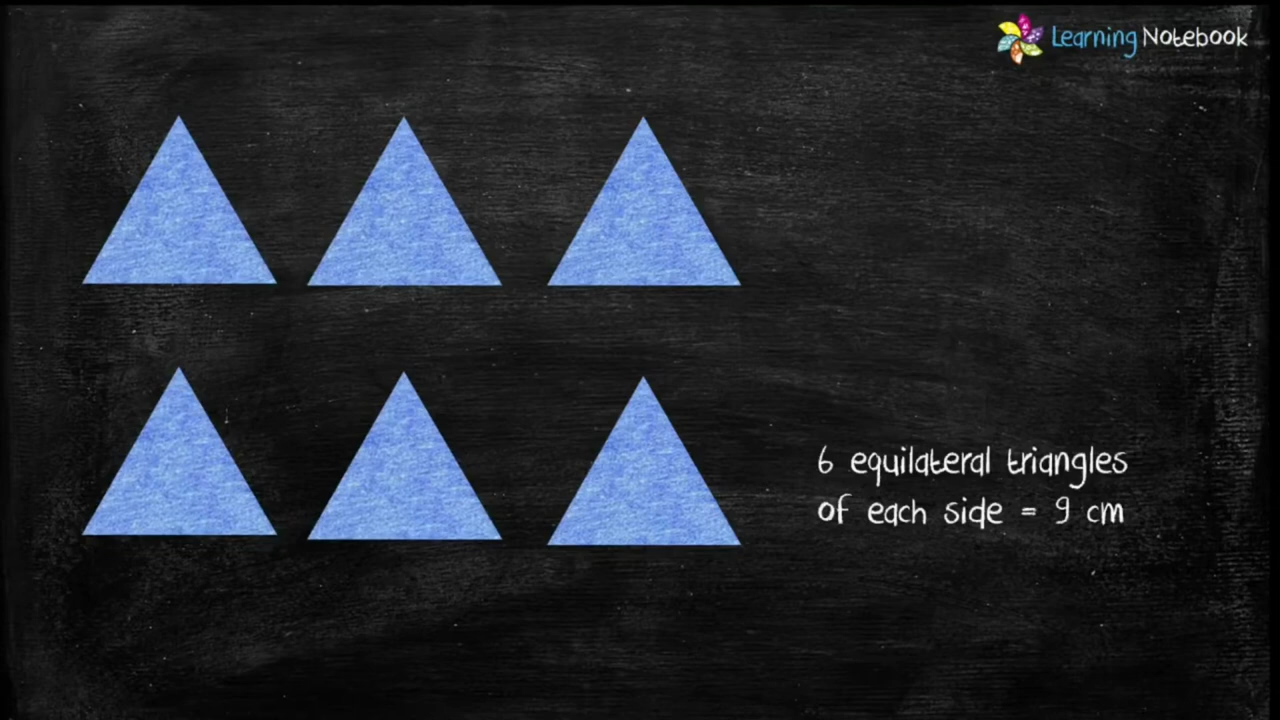 Learning Notebook
6 equilateral triangles
of each side = 9 cm